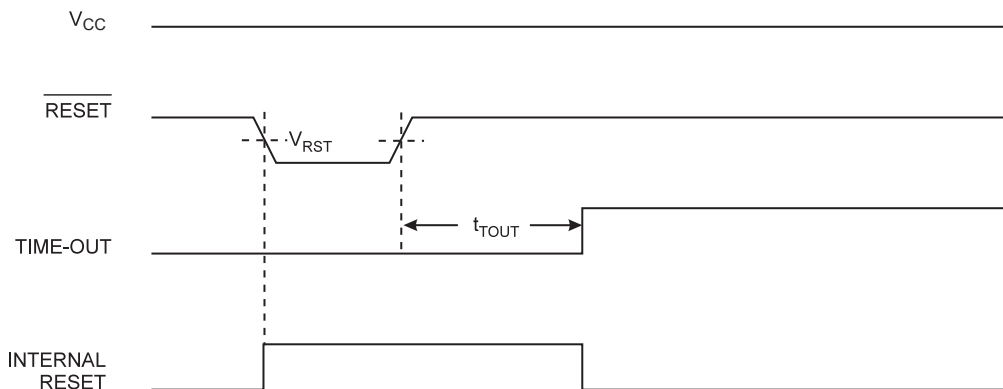 VCC
RESET
VRST
tTOUT
TIME-OUT
INTERNAL
RESET